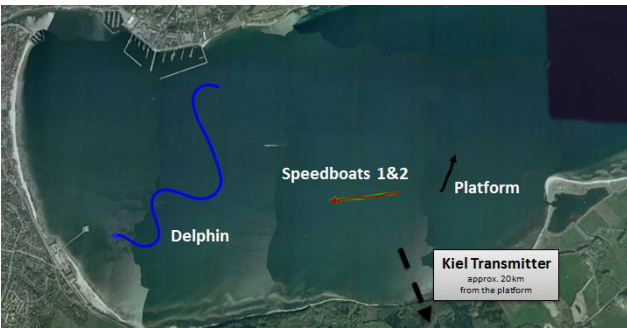 Speedboats 1&2
Platform
Delphin
Kiel Transmitter
approx. 20km
from the platform